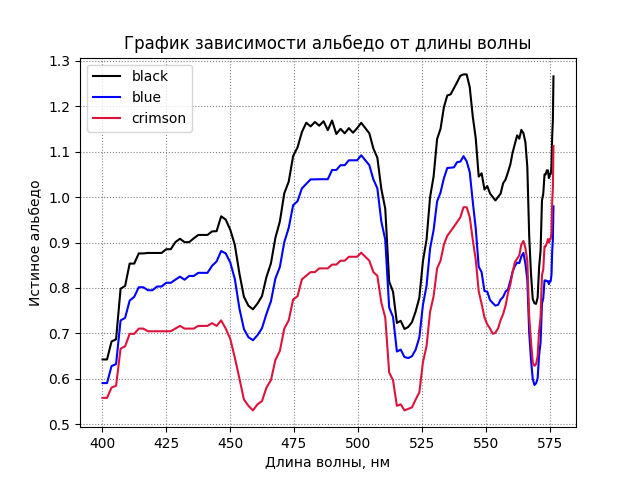 График зависимости альбедо от длины волны
black
blue
crimson
Истиное альбедо
1.3
1.2
1.1
1.0
0.9
0.8
0.7
0.6
0.5
400 425 450 475 500 525 550 575
Длина волны, нм